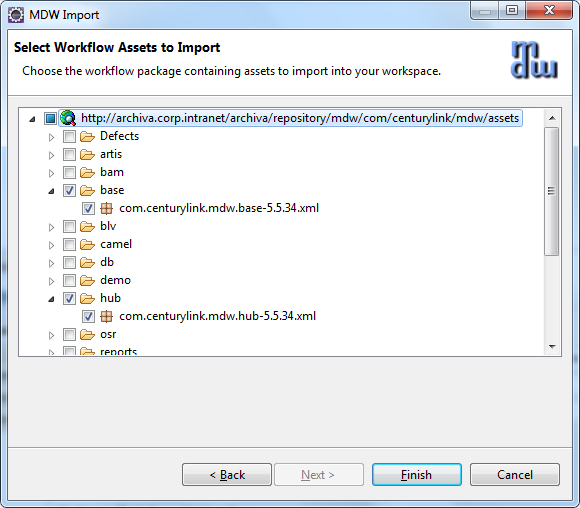 MDW Import
Select Workflow Assets to Import
Choose the workflow package containing assets to import into your workspace.
mdw
http://archiva.corp.intranet/archiva/repository/mdw/com/centurylink/mdw/assets
Defects
artis
bam
base
com.centurylink.mdw.base-5.5.34.xml
blv
camel
db
demo
hub
com.centurylink.mdw.hub-5.5.34.xml
osr
reports
< Back
Next >
Finish
Cancel